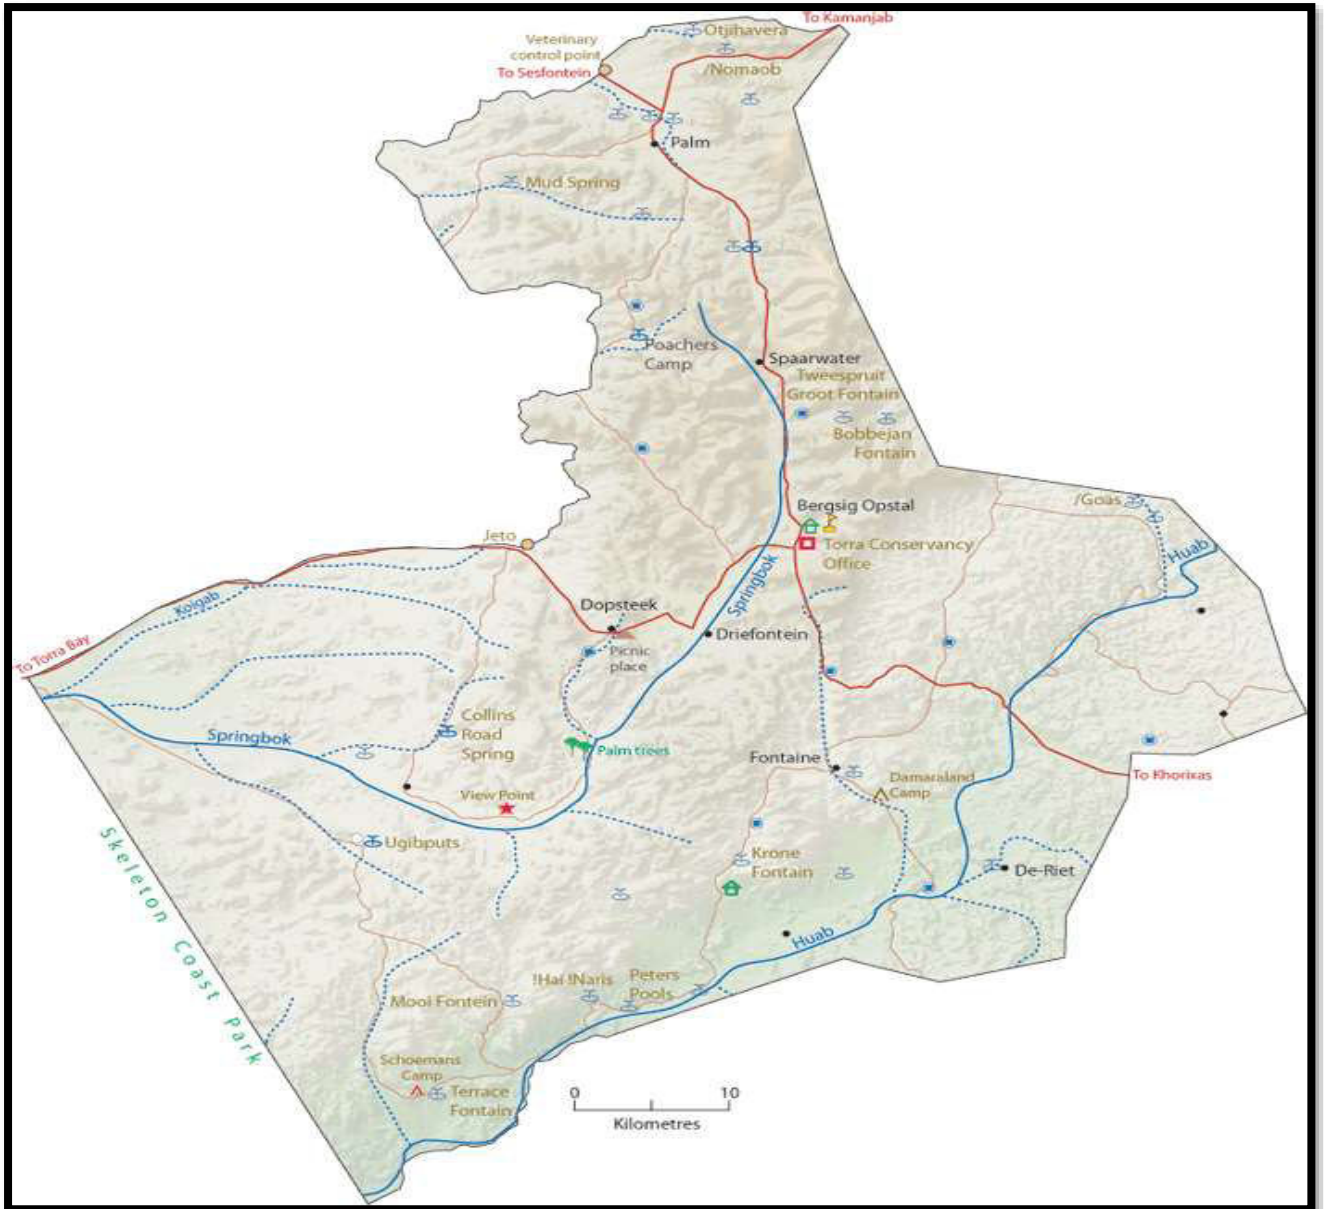 To Kamanjab
Otjihavera
Veterinary
control point
To Sesfontein
/Nomaob
Palm
Mud Spring
Poachers
Camp
Spaarwater
Tweespruit
Groot Fontain
Bobbejan
Fontain
Bergsig Opstal
/Goas
Jeto
Torra Conservancy
Office
Huab
Springbok
Koigab
Dopsteek
Driefontein
To Torra Bay
Picnic
place
Collins
Road
Spring
Springbok
Palm trees
Fontaine
Damaraland
Camp
To Khorixas
View Point
Ugibputs
Krone
Fontain
De-Riet
Skeleton Coast Park
Huab
!Hai !Naris
Peters
Pools
Mooi Fontein
Schoemans
Camp
Terrace
Fontain
0 10
Kilometres